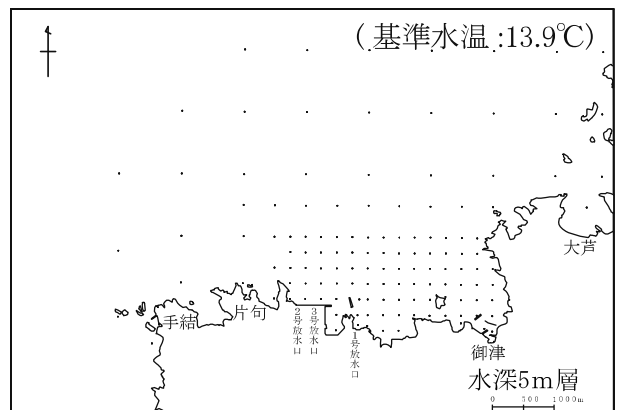 (基準水温:13.9℃)
大芦
手結
片句
2号放水口
3号放水口
1号放水口
御津
水深5m層
0 500 1000m